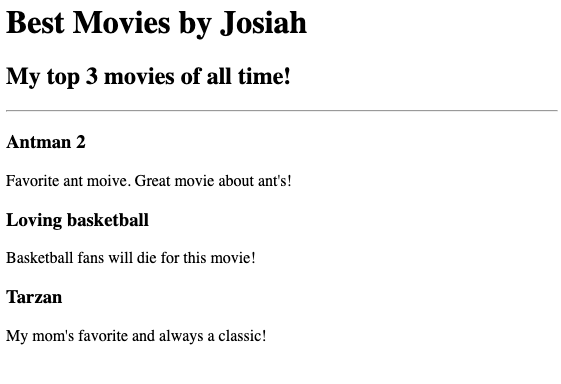 Best Movies by Josiah
My top 3 movies of all time!
Antman 2
Favorite ant moive. Great movie about ant's!
Loving basketball
Basketball fans will die for this movie!
Tarzan
My mom's favorite and always a classic!